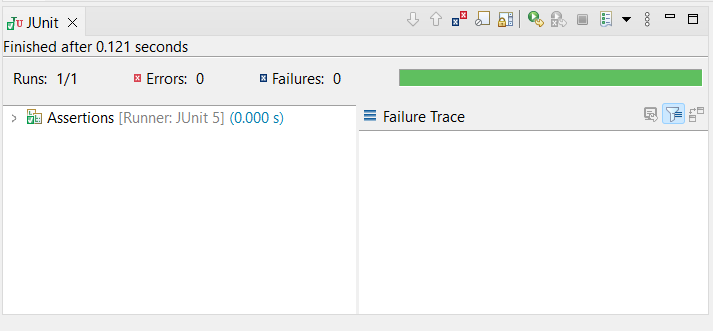 JUnit
Finished after 0.121 seconds
Runs: 1/1 Errors: 0 Failures: 0
Assertions [Runner: JUnit 5] (0.000 s)
Failure Trace